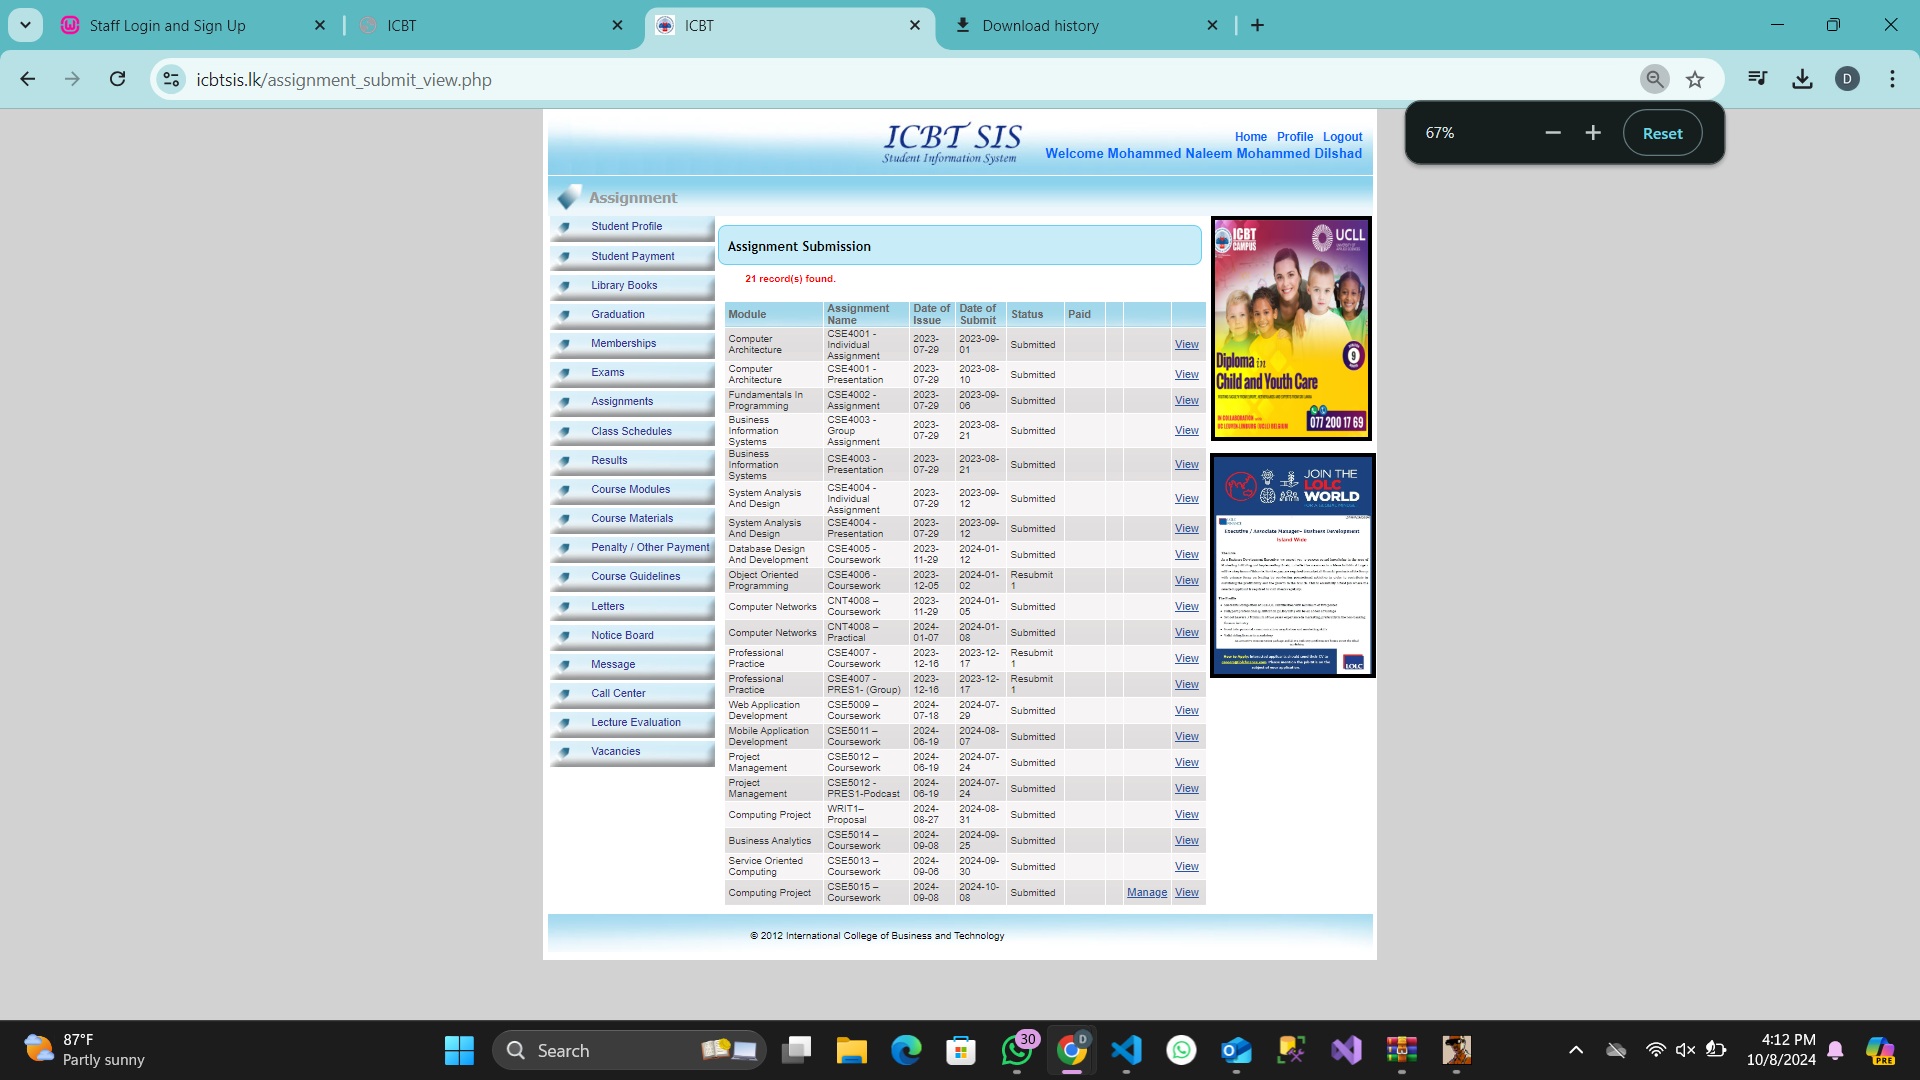 Staff Login and Sign Up
ICBT
ICBT
Download history
icbtsis.lk/assignment_submit_view.php
D
67%
Reset
ICBT SIS
Student Information System
Home Profile Logout
Welcome Mohammed Naleem Mohammed Dilshad
Assignment
Student Profile
Student Payment
Library Books
Graduation
Memberships
Exams
Assignments
Class Schedules
Results
Course Modules
Course Materials
Penalty / Other Payment
Course Guidelines
Letters
Notice Board
Message
Call Center
Lecture Evaluation
Vacancies
Assignment Submission
21 record(s) found.
Module Assignment Name Date of Issue Date of Submit Status Paid
Computer Architecture CSE4001 - Individual Assignment 2023-07-29 2023-09-01 Submitted View
Computer Architecture CSE4001 - Presentation 2023-07-29 2023-08-10 Submitted View
Fundamentals In Programming CSE4002 - Assignment 2023-07-29 2023-09-06 Submitted View
Business Information Systems CSE4003 - Group Assignment 2023-07-29 2023-08-21 Submitted View
Business Information Systems CSE4003 - Presentation 2023-07-29 2023-08-21 Submitted View
System Analysis And Design CSE4004 - Individual Assignment 2023-07-29 2023-09-12 Submitted View
System Analysis And Design CSE4004 - Presentation 2023-07-29 2023-09-12 Submitted View
Database Design And Development CSE4005 - Coursework 2023-11-29 2024-01-12 Submitted View
Object Oriented Programming CSE4006 - Coursework 2023-12-05 2024-01-02 Resubmit 1 View
Computer Networks CNT4008 – Coursework 2023-11-29 2024-01-05 Submitted View
Computer Networks CNT4008 – Practical 2024-01-07 2024-01-08 Submitted View
Professional Practice CSE4007 - Coursework 2023-12-16 2023-12-17 Resubmit 1 View
Professional Practice CSE4007 - PRES1- (Group) 2023-12-16 2023-12-17 Resubmit 1 View
Web Application Development CSE5009 – Coursework 2024-07-18 2024-07-29 Submitted View
Mobile Application Development CSE5011 – Coursework 2024-06-19 2024-08-07 Submitted View
Project Management CSE5012 – Coursework 2024-06-19 2024-07-24 Submitted View
Project Management CSE5012 - PRES1-Podcast 2024-06-19 2024-07-24 Submitted View
Computing Project WRIT1– Proposal 2024-08-27 2024-08-31 Submitted View
Business Analytics CSE5014 – Coursework 2024-09-08 2024-09-25 Submitted View
Service Oriented Computing CSE5013 – Coursework 2024-09-06 2024-09-30 Submitted View
Computing Project CSE5015 – Coursework 2024-09-08 2024-10-08 Submitted Manage View
ICBT CAMPUS
UCLL
Diploma in
Child and Youth Care
9
IN COLLABORATION
077 200 17 69
JOIN THE
LOLC
WORLD
Executive / Associate Manager– Business Development
Island Wide
LOLC
© 2012 International College of Business and Technology
87°F
Partly sunny
Search
30
D
4:12 PM
10/8/2024
PRE